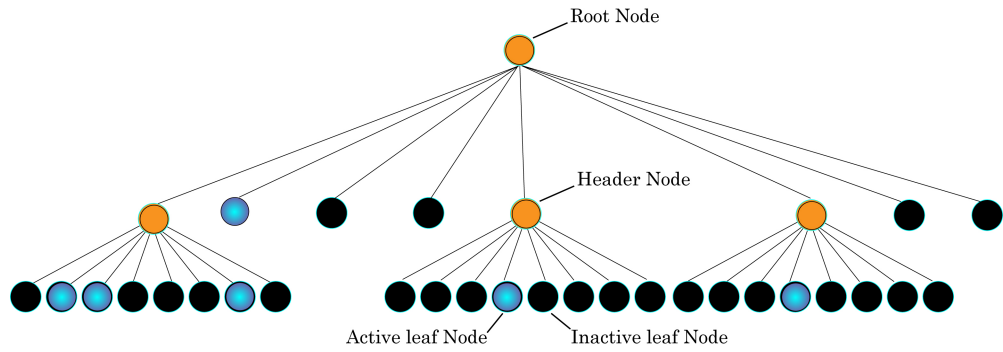 Root Node
Header Node
Active leaf Node
Inactive leaf Node